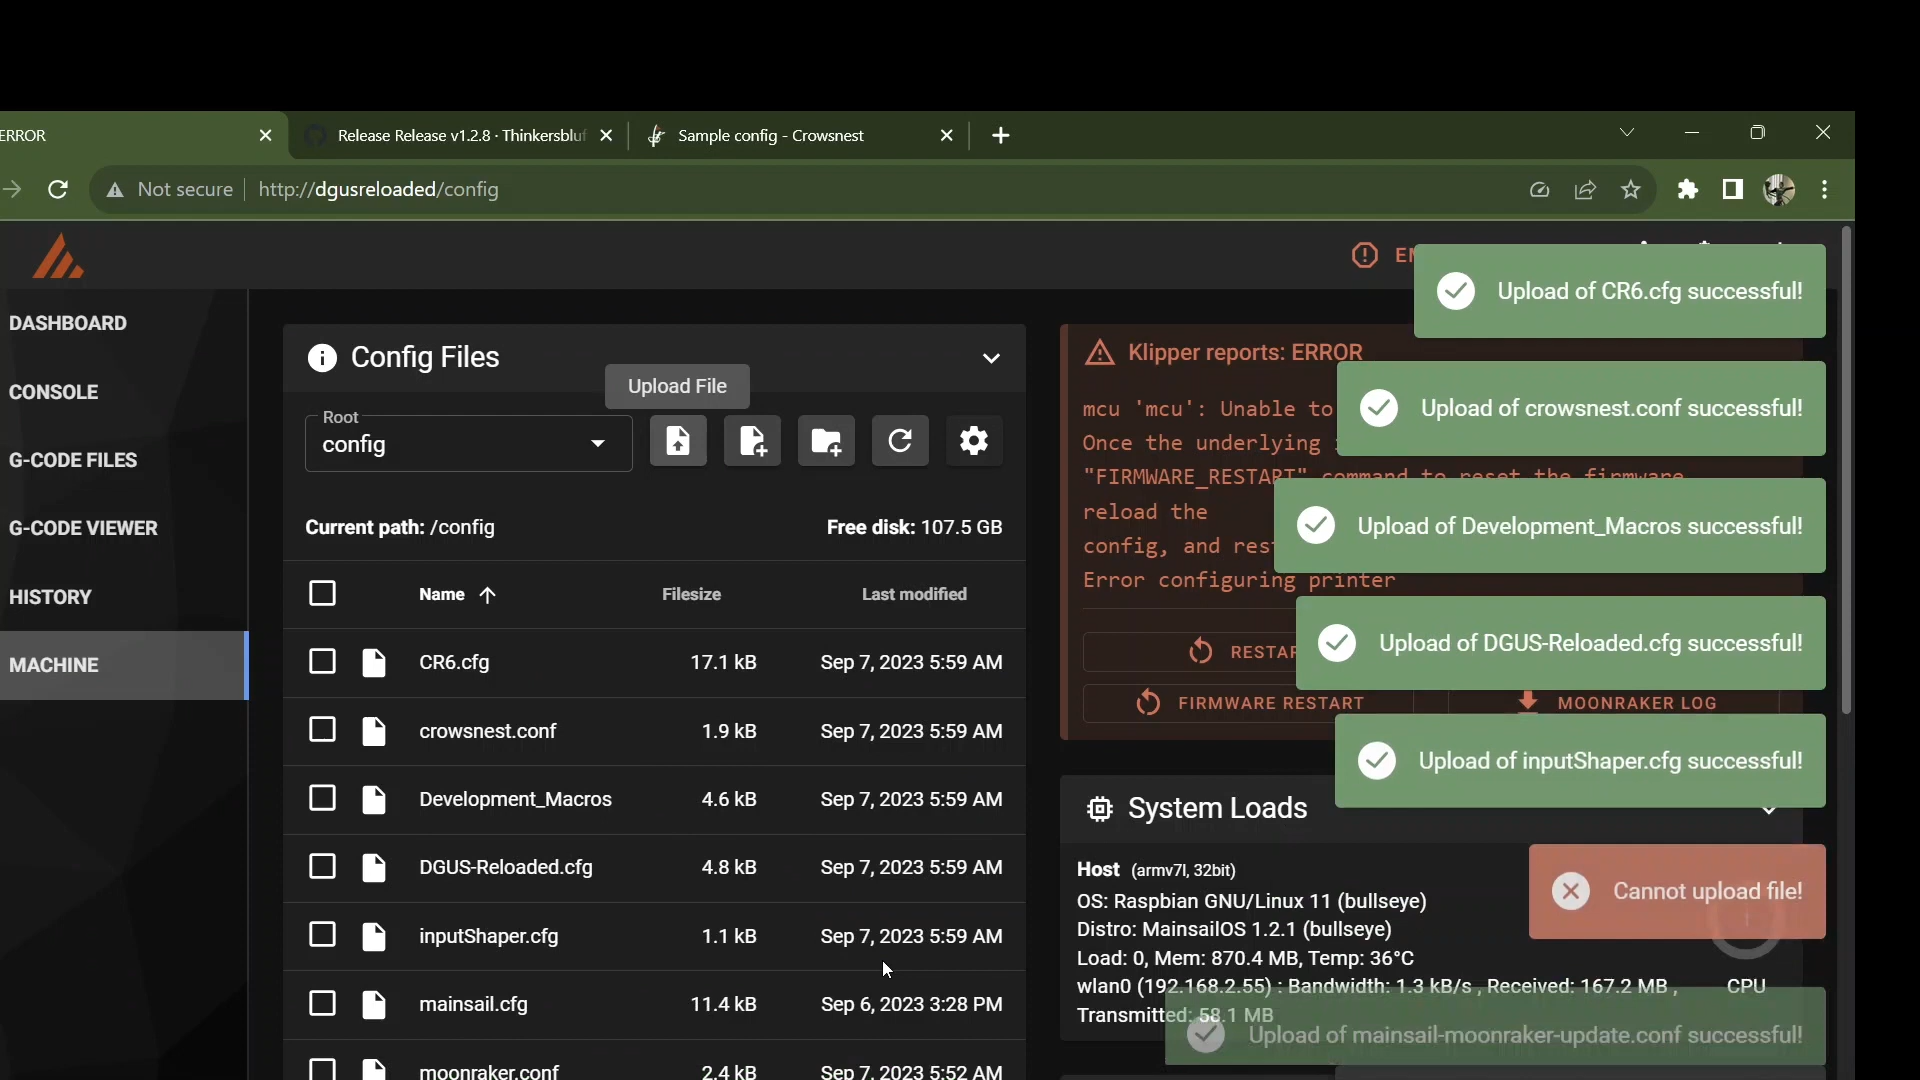 ERROR
Release Release v1.2.8 · Thinkersbluf
Sample config - Crowsnest
Not secure
http://dgusreloaded/config
EM
Upload of CR6.cfg successful!
DASHBOARD
CONSOLE
G-CODE FILES
G-CODE VIEWER
HISTORY
MACHINE
Config Files
Upload File
Root
config
Current path: /config
Free disk: 107.5 GB
Name
Filesize
Last modified
CR6.cfg
17.1 kB
Sep 7, 2023 5:59 AM
crowsnest.conf
1.9 kB
Sep 7, 2023 5:59 AM
Development_Macros
4.6 kB
Sep 7, 2023 5:59 AM
DGUS-Reloaded.cfg
4.8 kB
Sep 7, 2023 5:59 AM
inputShaper.cfg
1.1 kB
Sep 7, 2023 5:59 AM
mainsail.cfg
11.4 kB
Sep 6, 2023 3:28 PM
moonraker.conf
2.4 kB
Sep 7, 2023 5:52 AM
Klipper reports: ERROR
mcu 'mcu': Unable to
Upload of crowsnest.conf successful!
Once the underlying
"FIRMWARE_RESTART" command to reset the firmware
reload the
Upload of Development_Macros successful!
config, and rest
Error configuring printer
Upload of DGUS-Reloaded.cfg successful!
RESTAR
FIRMWARE RESTART
MOONRAKER LOG
Upload of inputShaper.cfg successful!
System Loads
Host (armv7l, 32bit)
OS: Raspbian GNU/Linux 11 (bullseye)
Distro: MainsailOS 1.2.1 (bullseye)
Load: 0, Mem: 870.4 MB, Temp: 36°C
wlan0 (192.168.2.55) : Bandwidth: 1.3 kB/s , Received: 167.2 MB ,
Transmitted: 58.1 MB
CPU
Cannot upload file!
Upload of mainsail-moonraker-update.conf successful!